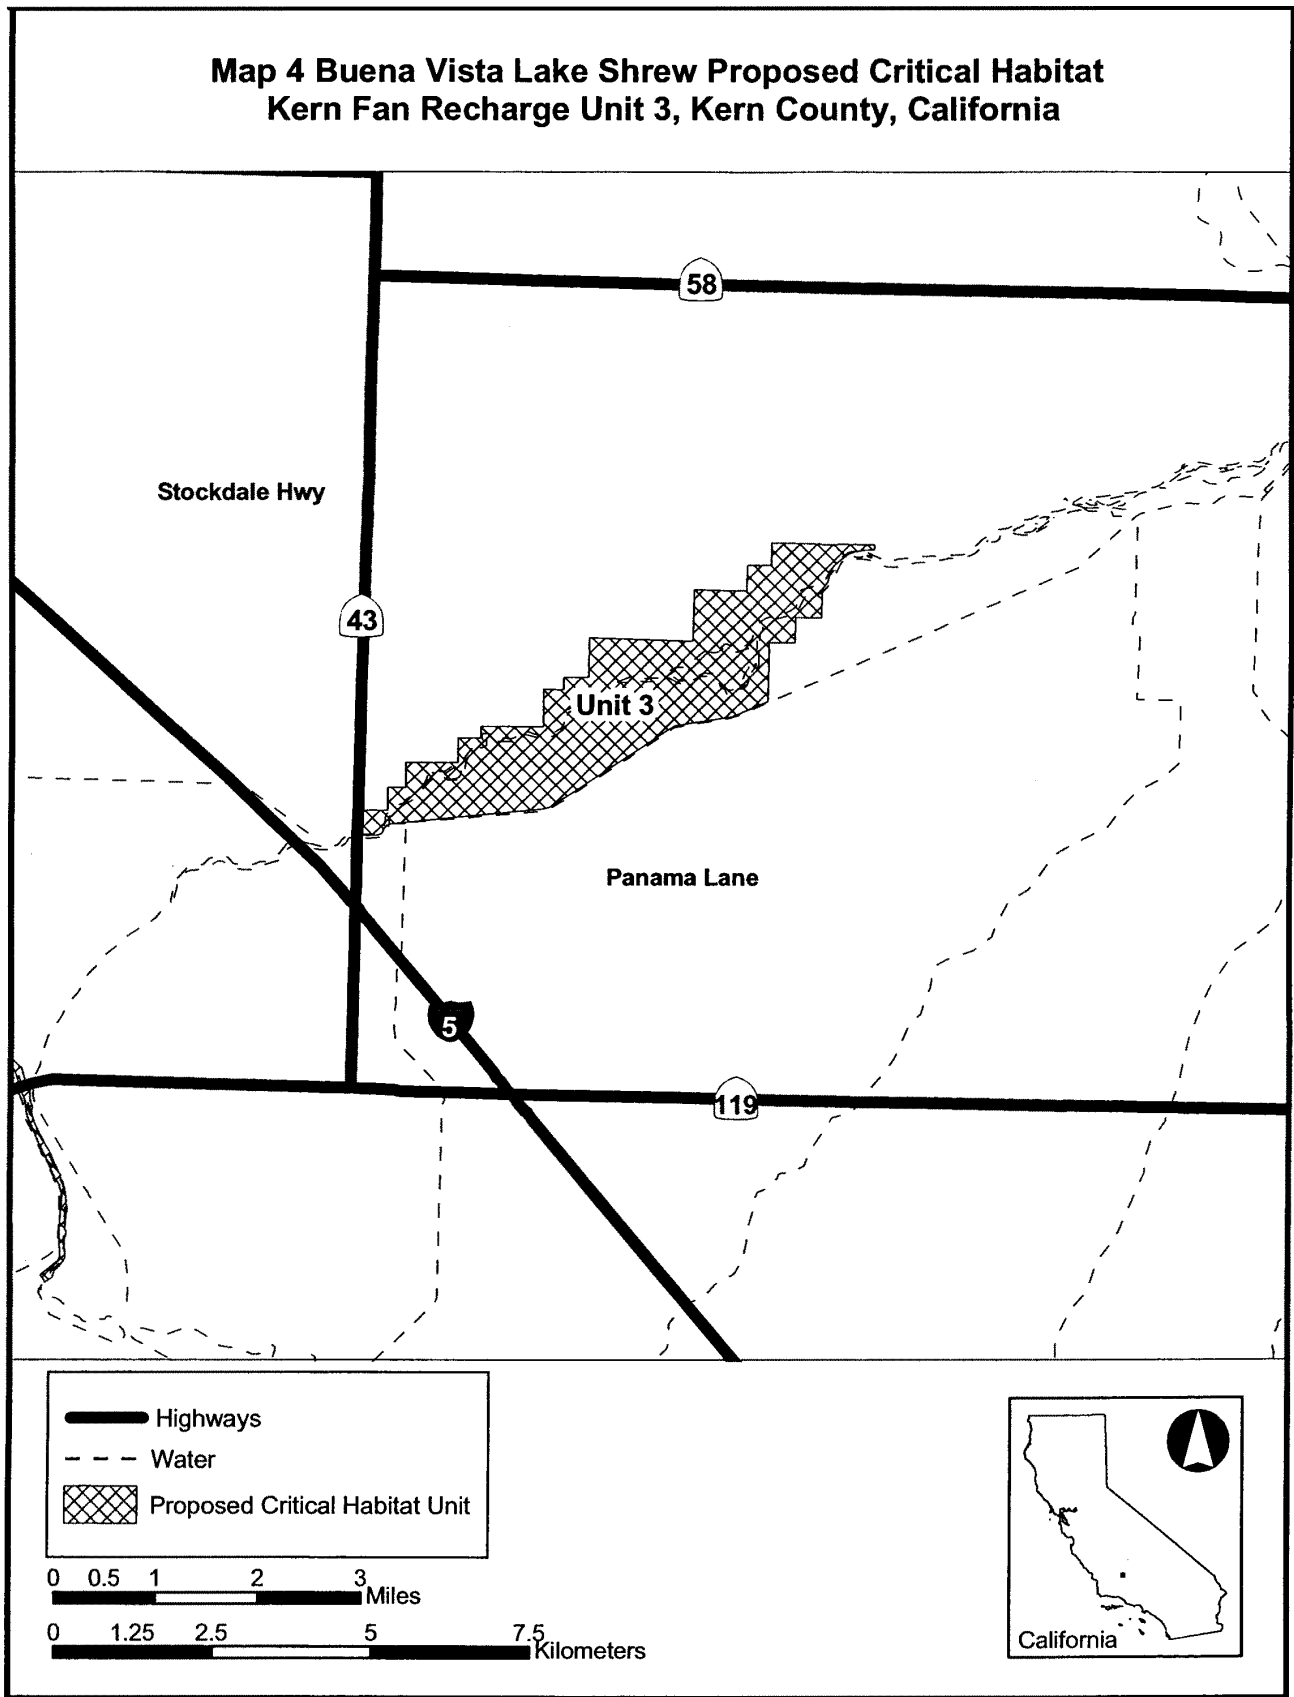 Map 4 Buena Vista Lake Shrew Proposed Critical Habitat
Kern Fan Recharge Unit 3, Kern County, California
58
Stockdale Hwy
43
Unit 3
Panama Lane
5
119
Highways
Water
Proposed Critical Habitat Unit
0 0.5 1 2 3
Miles
0 1.25 2.5 5 7.5
Kilometers
California